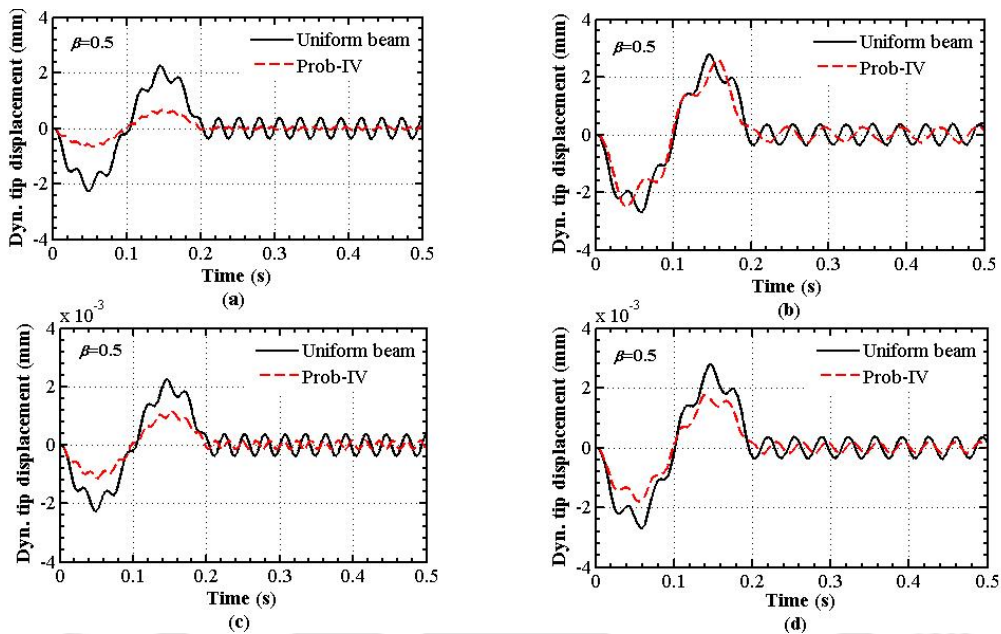 Dyn. tip displacement (mm)
4
2
0
-2
-4
β=0.5
Uniform beam
Prob-IV
0 0.1 0.2 0.3 0.4 0.5
Time (s)
(a)
Dyn. tip displacement (mm)
4
2
0
-2
-4
β=0.5
Uniform beam
Prob-IV
0 0.1 0.2 0.3 0.4 0.5
Time (s)
(b)
x 10⁻³
Dyn. tip displacement (mm)
4
2
0
-2
-4
β=0.5
Uniform beam
Prob-IV
0 0.1 0.2 0.3 0.4 0.5
Time (s)
(c)
x 10⁻³
Dyn. tip displacement (mm)
4
2
0
-2
-4
β=0.5
Uniform beam
Prob-IV
0 0.1 0.2 0.3 0.4 0.5
Time (s)
(d)